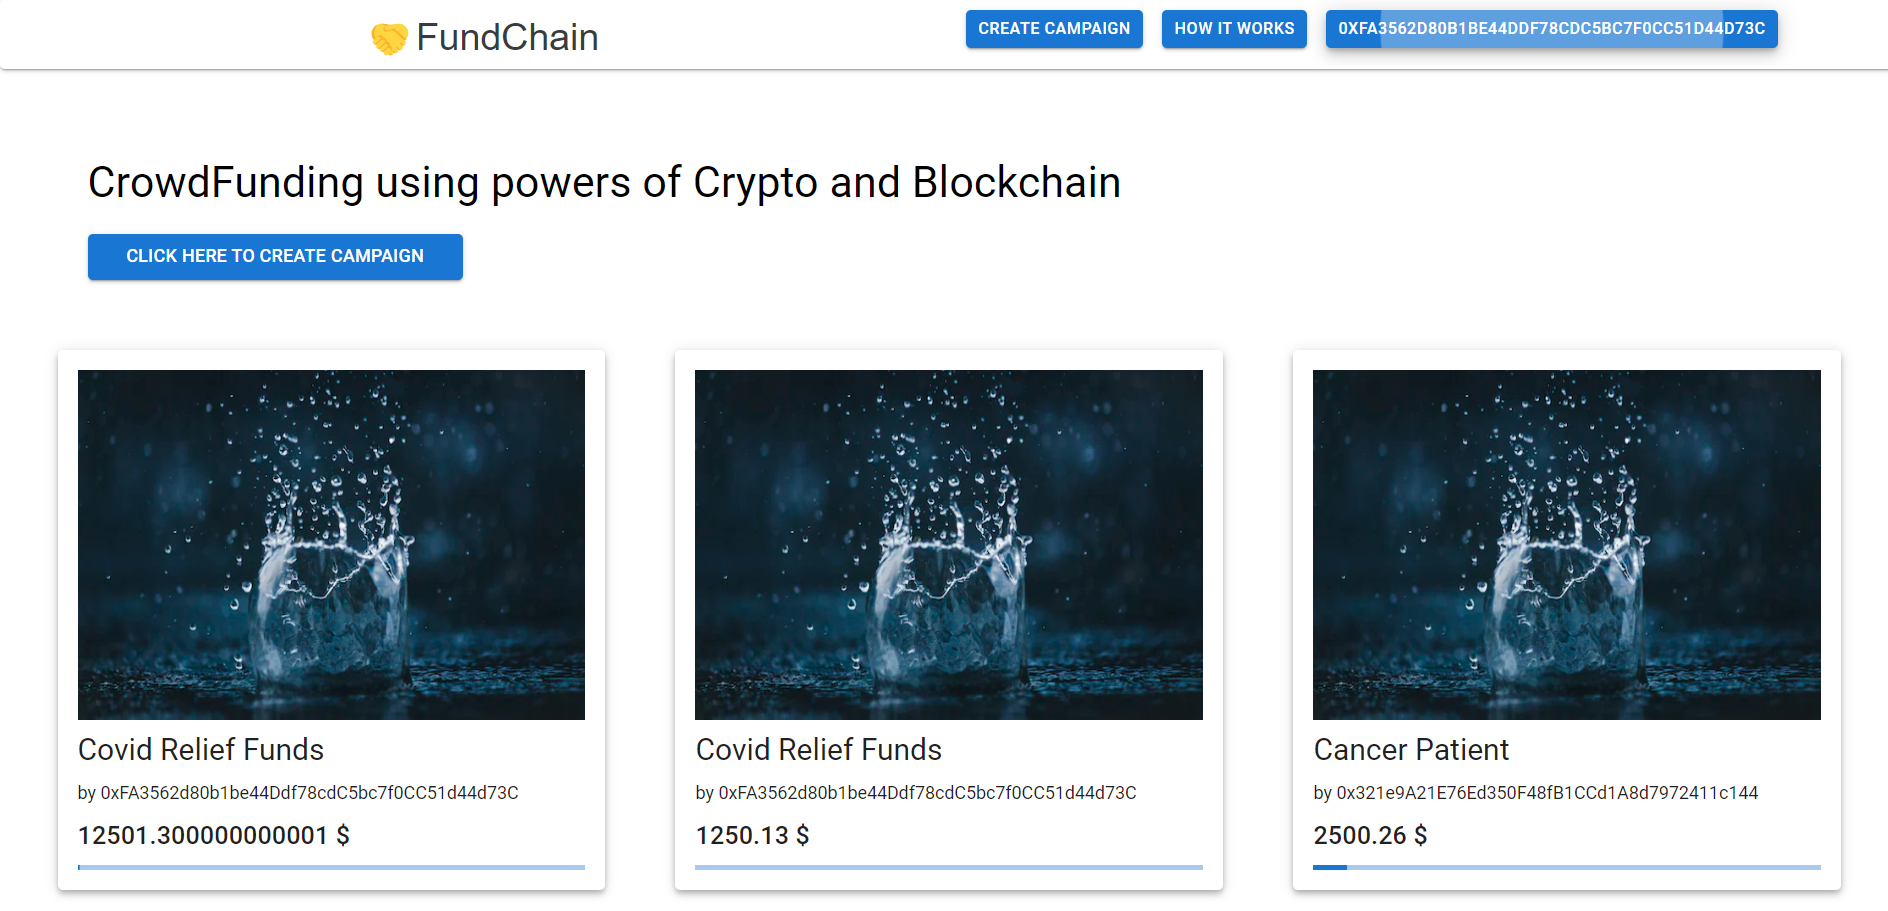 FundChain
CREATE CAMPAIGN
HOW IT WORKS
0XFA3562D80B1BE44DDF78CDC5BC7F0CC51D44D73C
CrowdFunding using powers of Crypto and Blockchain
CLICK HERE TO CREATE CAMPAIGN
Covid Relief Funds
by 0xFA3562d80b1be44Ddf78cdC5bc7f0CC51d44d73C
12501.300000000001 $
Covid Relief Funds
by 0xFA3562d80b1be44Ddf78cdC5bc7f0CC51d44d73C
1250.13 $
Cancer Patient
by 0x321e9A21E76Ed350F48fB1CCd1A8d7972411c144
2500.26 $